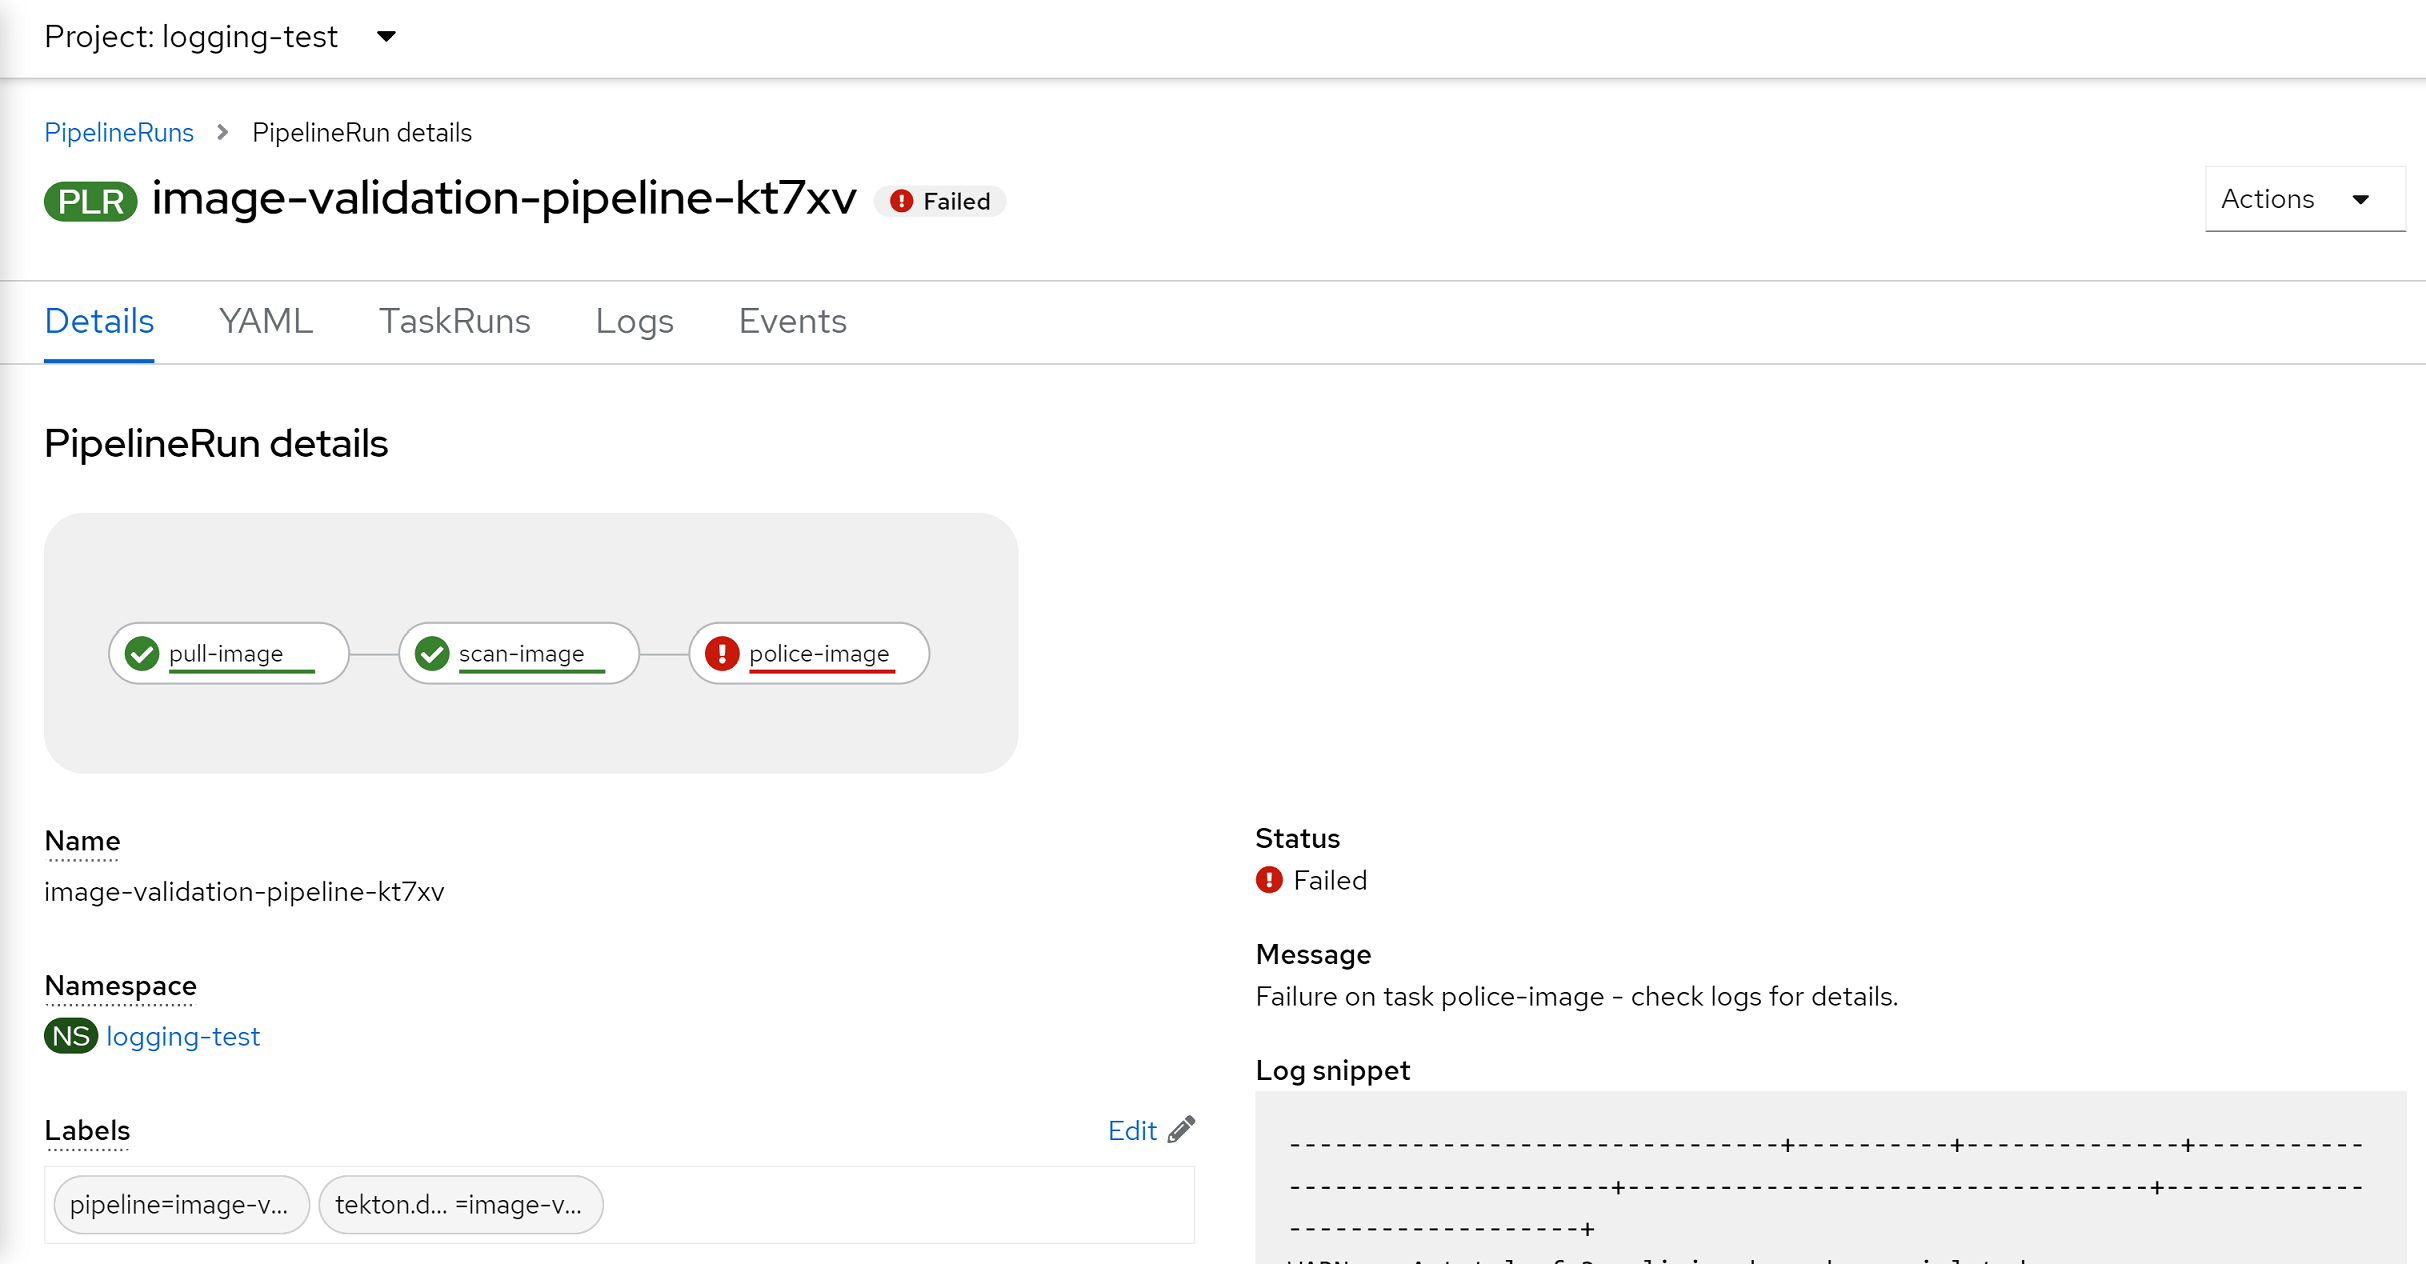 Project: logging-test
PipelineRuns > PipelineRun details
PLR image-validation-pipeline-kt7xv Failed
Actions
Details YAML TaskRuns Logs Events
PipelineRun details
pull-image scan-image police-image
Name
image-validation-pipeline-kt7xv
Namespace
NS logging-test
Labels
Edit
pipeline=image-v... tekton.d... =image-v...
Status
Failed
Message
Failure on task police-image - check logs for details.
Log snippet
--------------------------------+----------+--------------+-----------
----------------------+----------------------------------+-------------
-------------------+